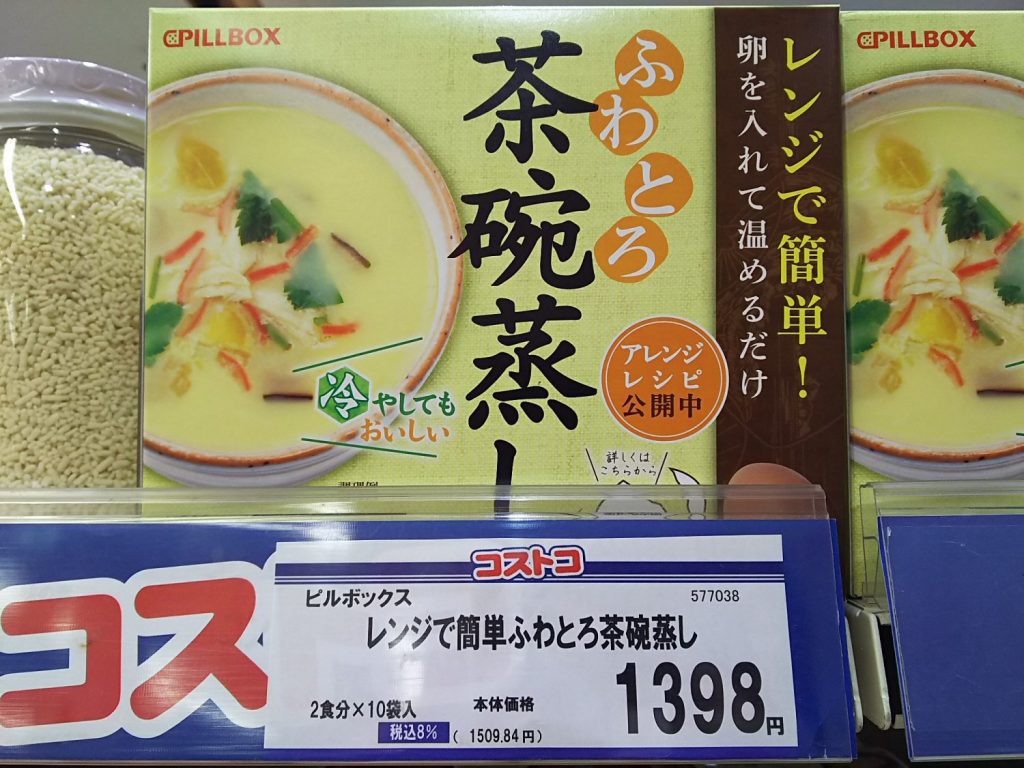 PILLBOX
ふわとろ
茶碗蒸し
レンジで簡単!
卵を入れて温めるだけ
アレンジ
レシピ
公開中
冷やしても
おいしい
詳しくは
こちらから
調理例
PILLBOX
コス
コストコ
ピルボックス
577038
レンジで簡単ふわとろ茶碗蒸し
2食分×10袋入
本体価格
1398円
税込8% ( 1509.84円)